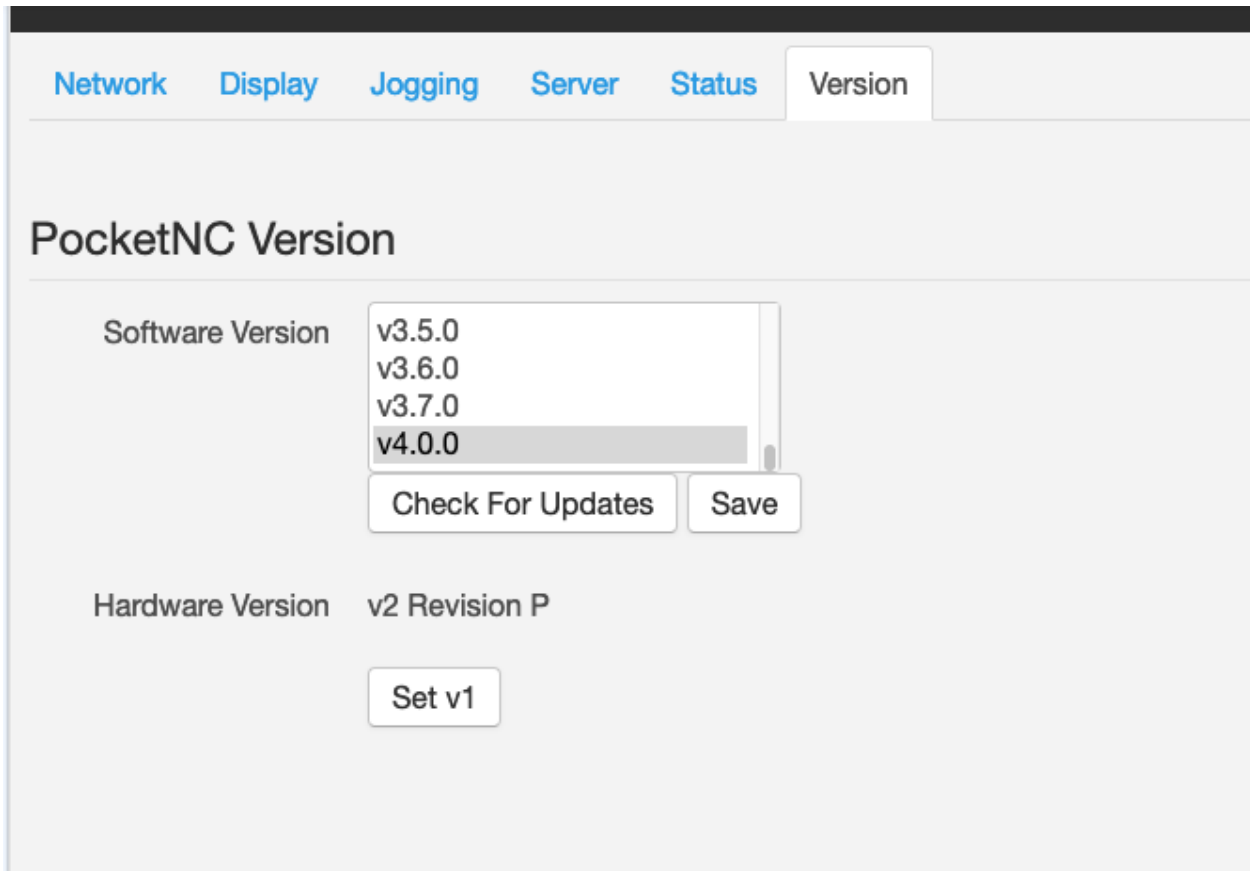 Network Display Jogging Server Status Version
PocketNC Version
Software Version
v3.5.0
v3.6.0
v3.7.0
v4.0.0
Check For Updates Save
Hardware Version v2 Revision P
Set v1